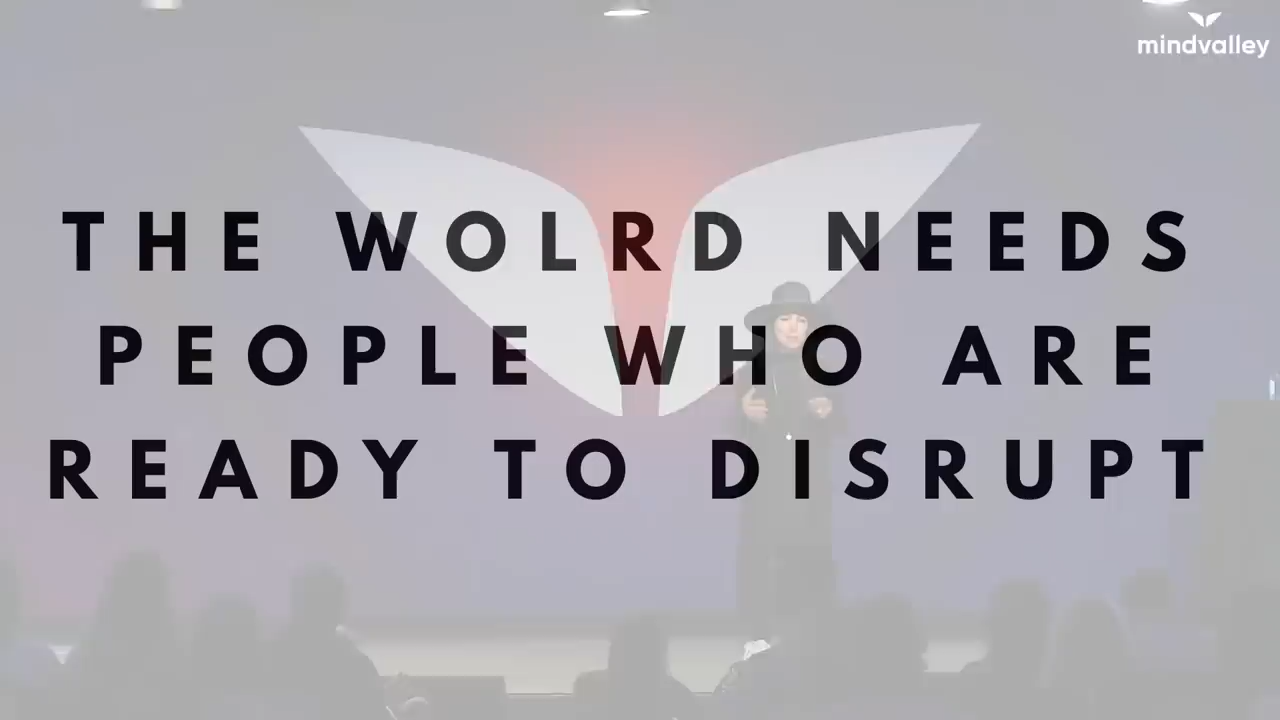 mindvalley
THE WOLRD NEEDS
PEOPLE WHO ARE
READY TO DISRUPT